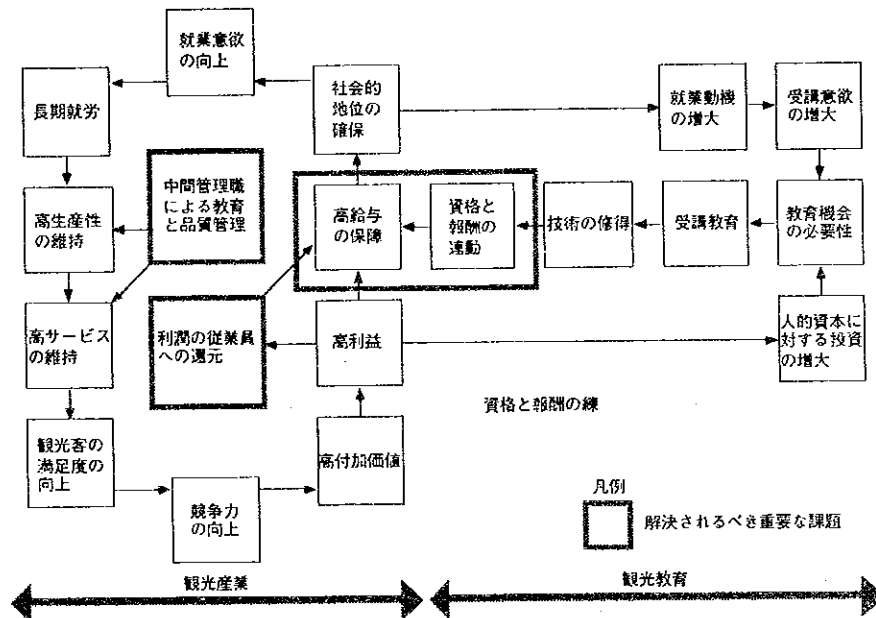 就業意欲
の向上
長期就労
社会的
地位の
確保
就業動機
の増大
受講意欲
の増大
中間管理職
による教育
と品質管理
高生産性
の維持
高給与
の保障
資格と
報酬の
連動
技術の修得
受講教育
教育機会
の必要性
高サービス
の維持
利潤の従業員
への還元
高利益
人的資本に
対する投資
の増大
資格と報酬の練
観光客の
満足度の
向上
高付加価値
競争力
の向上
凡例
解決されるべき重要な課題
観光産業
観光教育